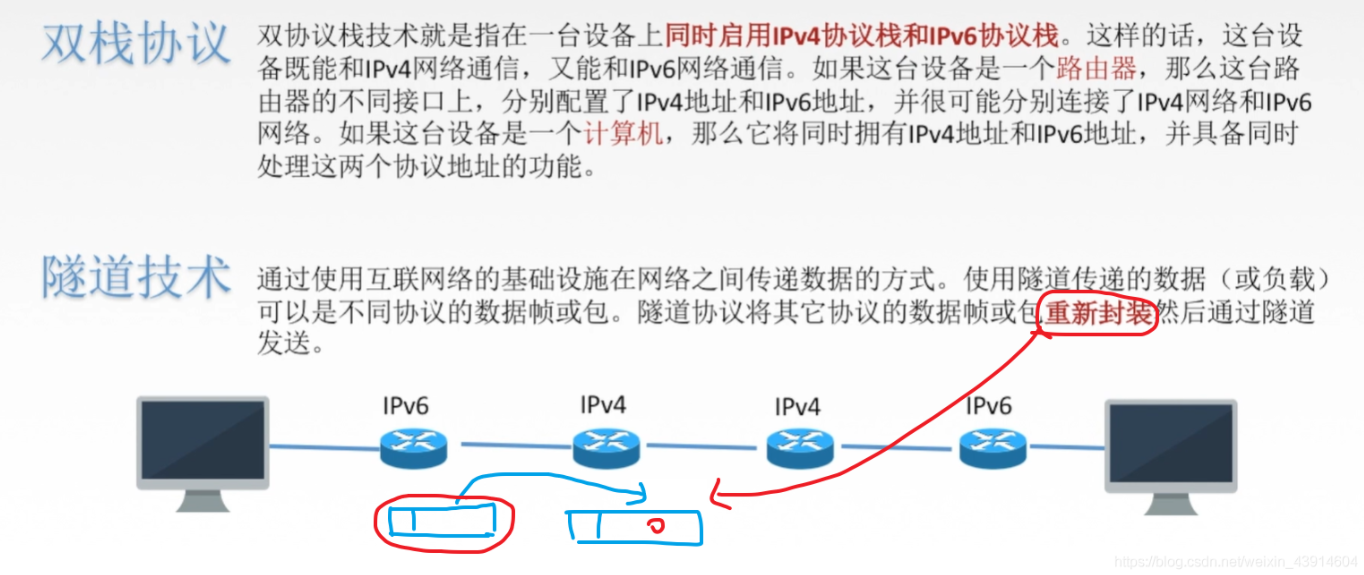 双栈协议
双协议栈技术就是指在一台设备上同时启用IPv4协议栈和IPv6协议栈。这样的话，这台设
备既能和IPv4网络通信，又能和IPv6网络通信。如果这台设备是一个路由器，那么这台路
由器的不同接口上，分别配置了IPv4地址和IPv6地址，并很可能分别连接了IPv4网络和IPv6
网络。如果这台设备是一个计算机，那么它将同时拥有IPv4地址和IPv6地址，并具备同时
处理这两个协议地址的功能。
隧道技术
通过使用互联网络的基础设施在网络之间传递数据的方式。使用隧道传递的数据（或负载）
可以是不同协议的数据帧或包。隧道协议将其它协议的数据帧或包重新封装然后通过隧道
发送。
IPv6
IPv4
IPv4
IPv6
https://blog.csdn.net/weixin_43914604